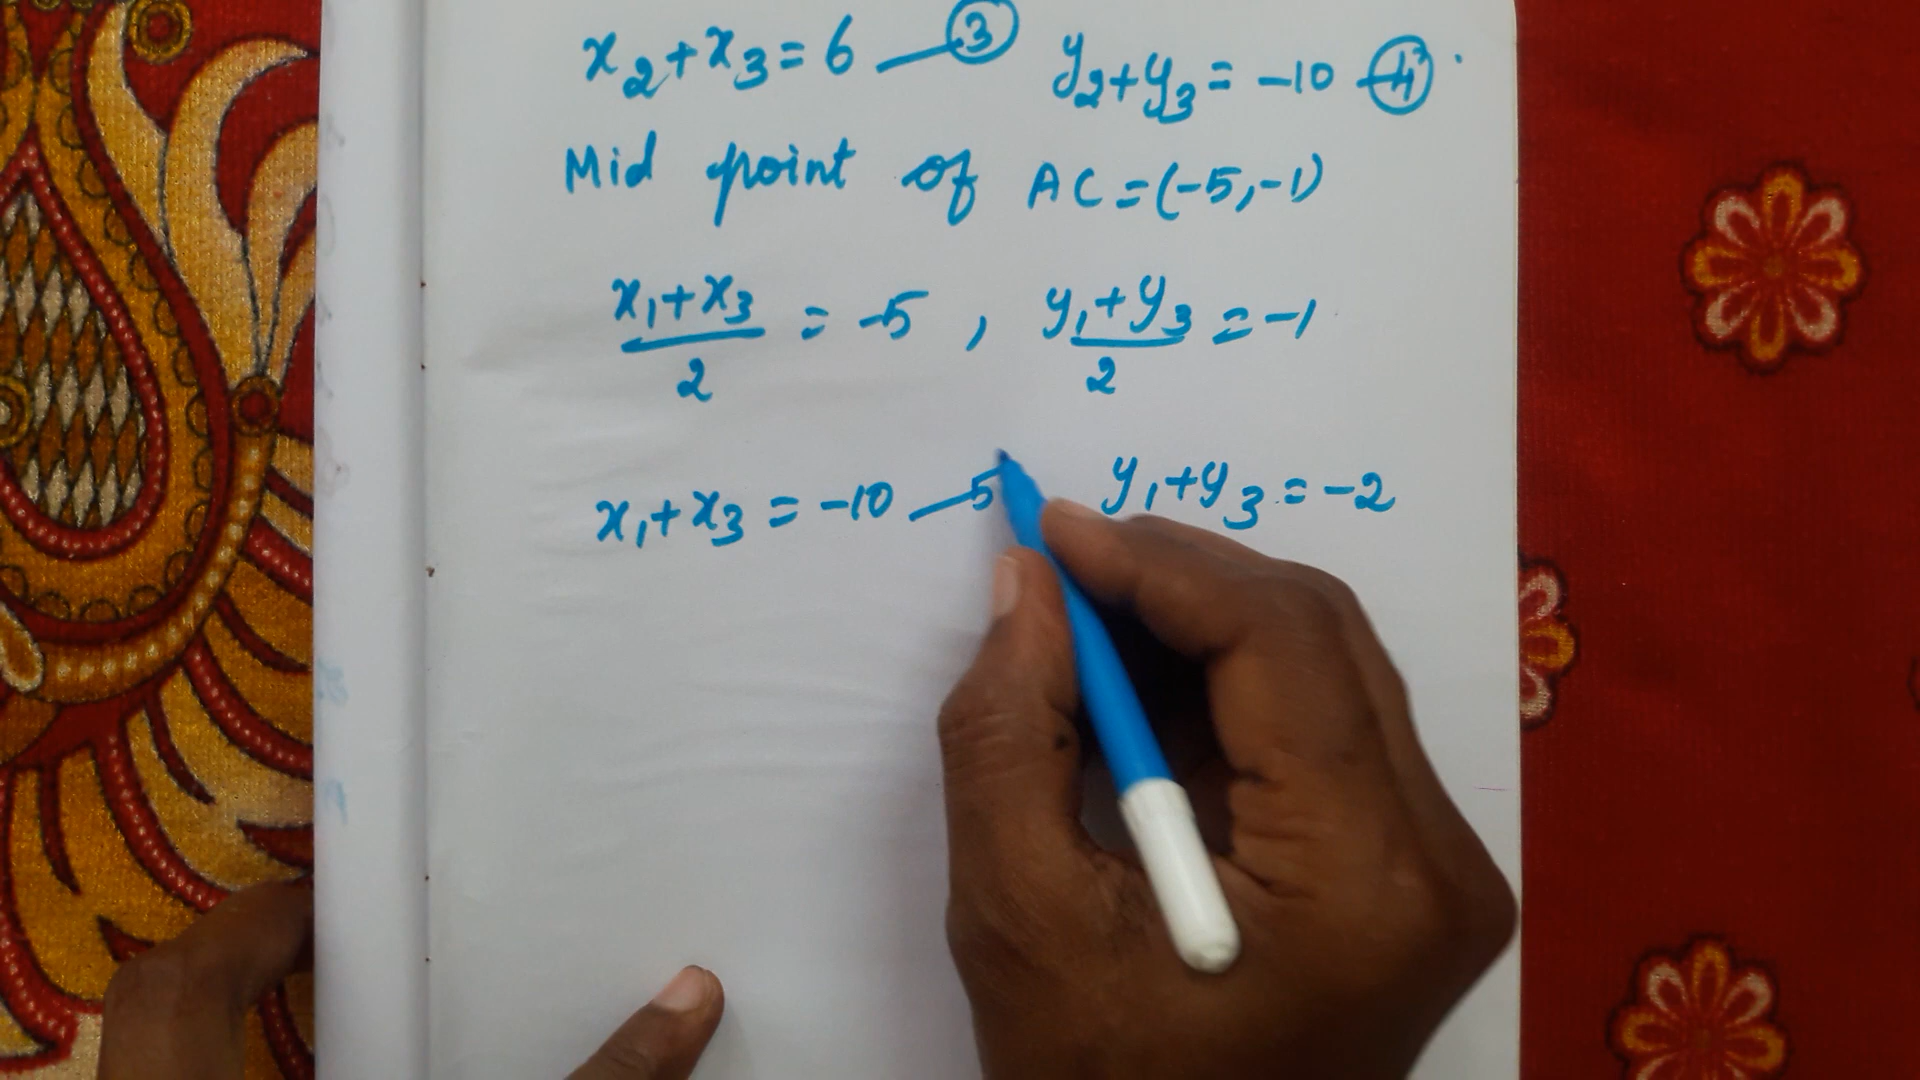 x₂+x₃=6 —③ y₂+y₃=-10 —④
Mid point of AC=(-5,-1)
(x₁+x₃)/2 = -5 , (y₁+y₃)/2 = -1
x₁+x₃=-10 —5 y₁+y₃=-2